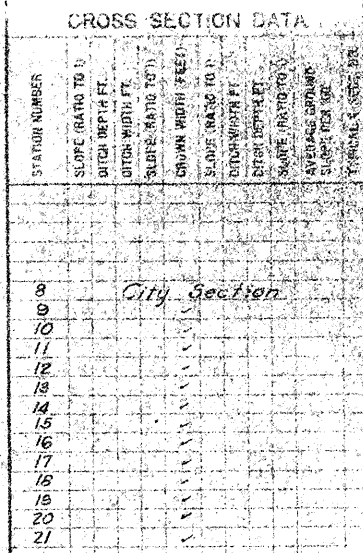 CROSS SECTION DATA
STATION NUMBER
SLOPE (RATIO TO 1)
DITCH DEPTH FT.
DITCH WIDTH FT.
SLOPE (RATIO TO 1)
CROWN WIDTH (FEET)
SLOPE (RATIO TO 1)
DITCH WIDTH FT.
DITCH DEPTH FT.
SLOPE (RATIO TO 1)
AVERAGE GROUND
SLOPE PER
8 City Section
9 "
10 "
11 "
12 "
13 "
14 "
15 "
16 "
17 "
18 "
19 "
20 "
21 "